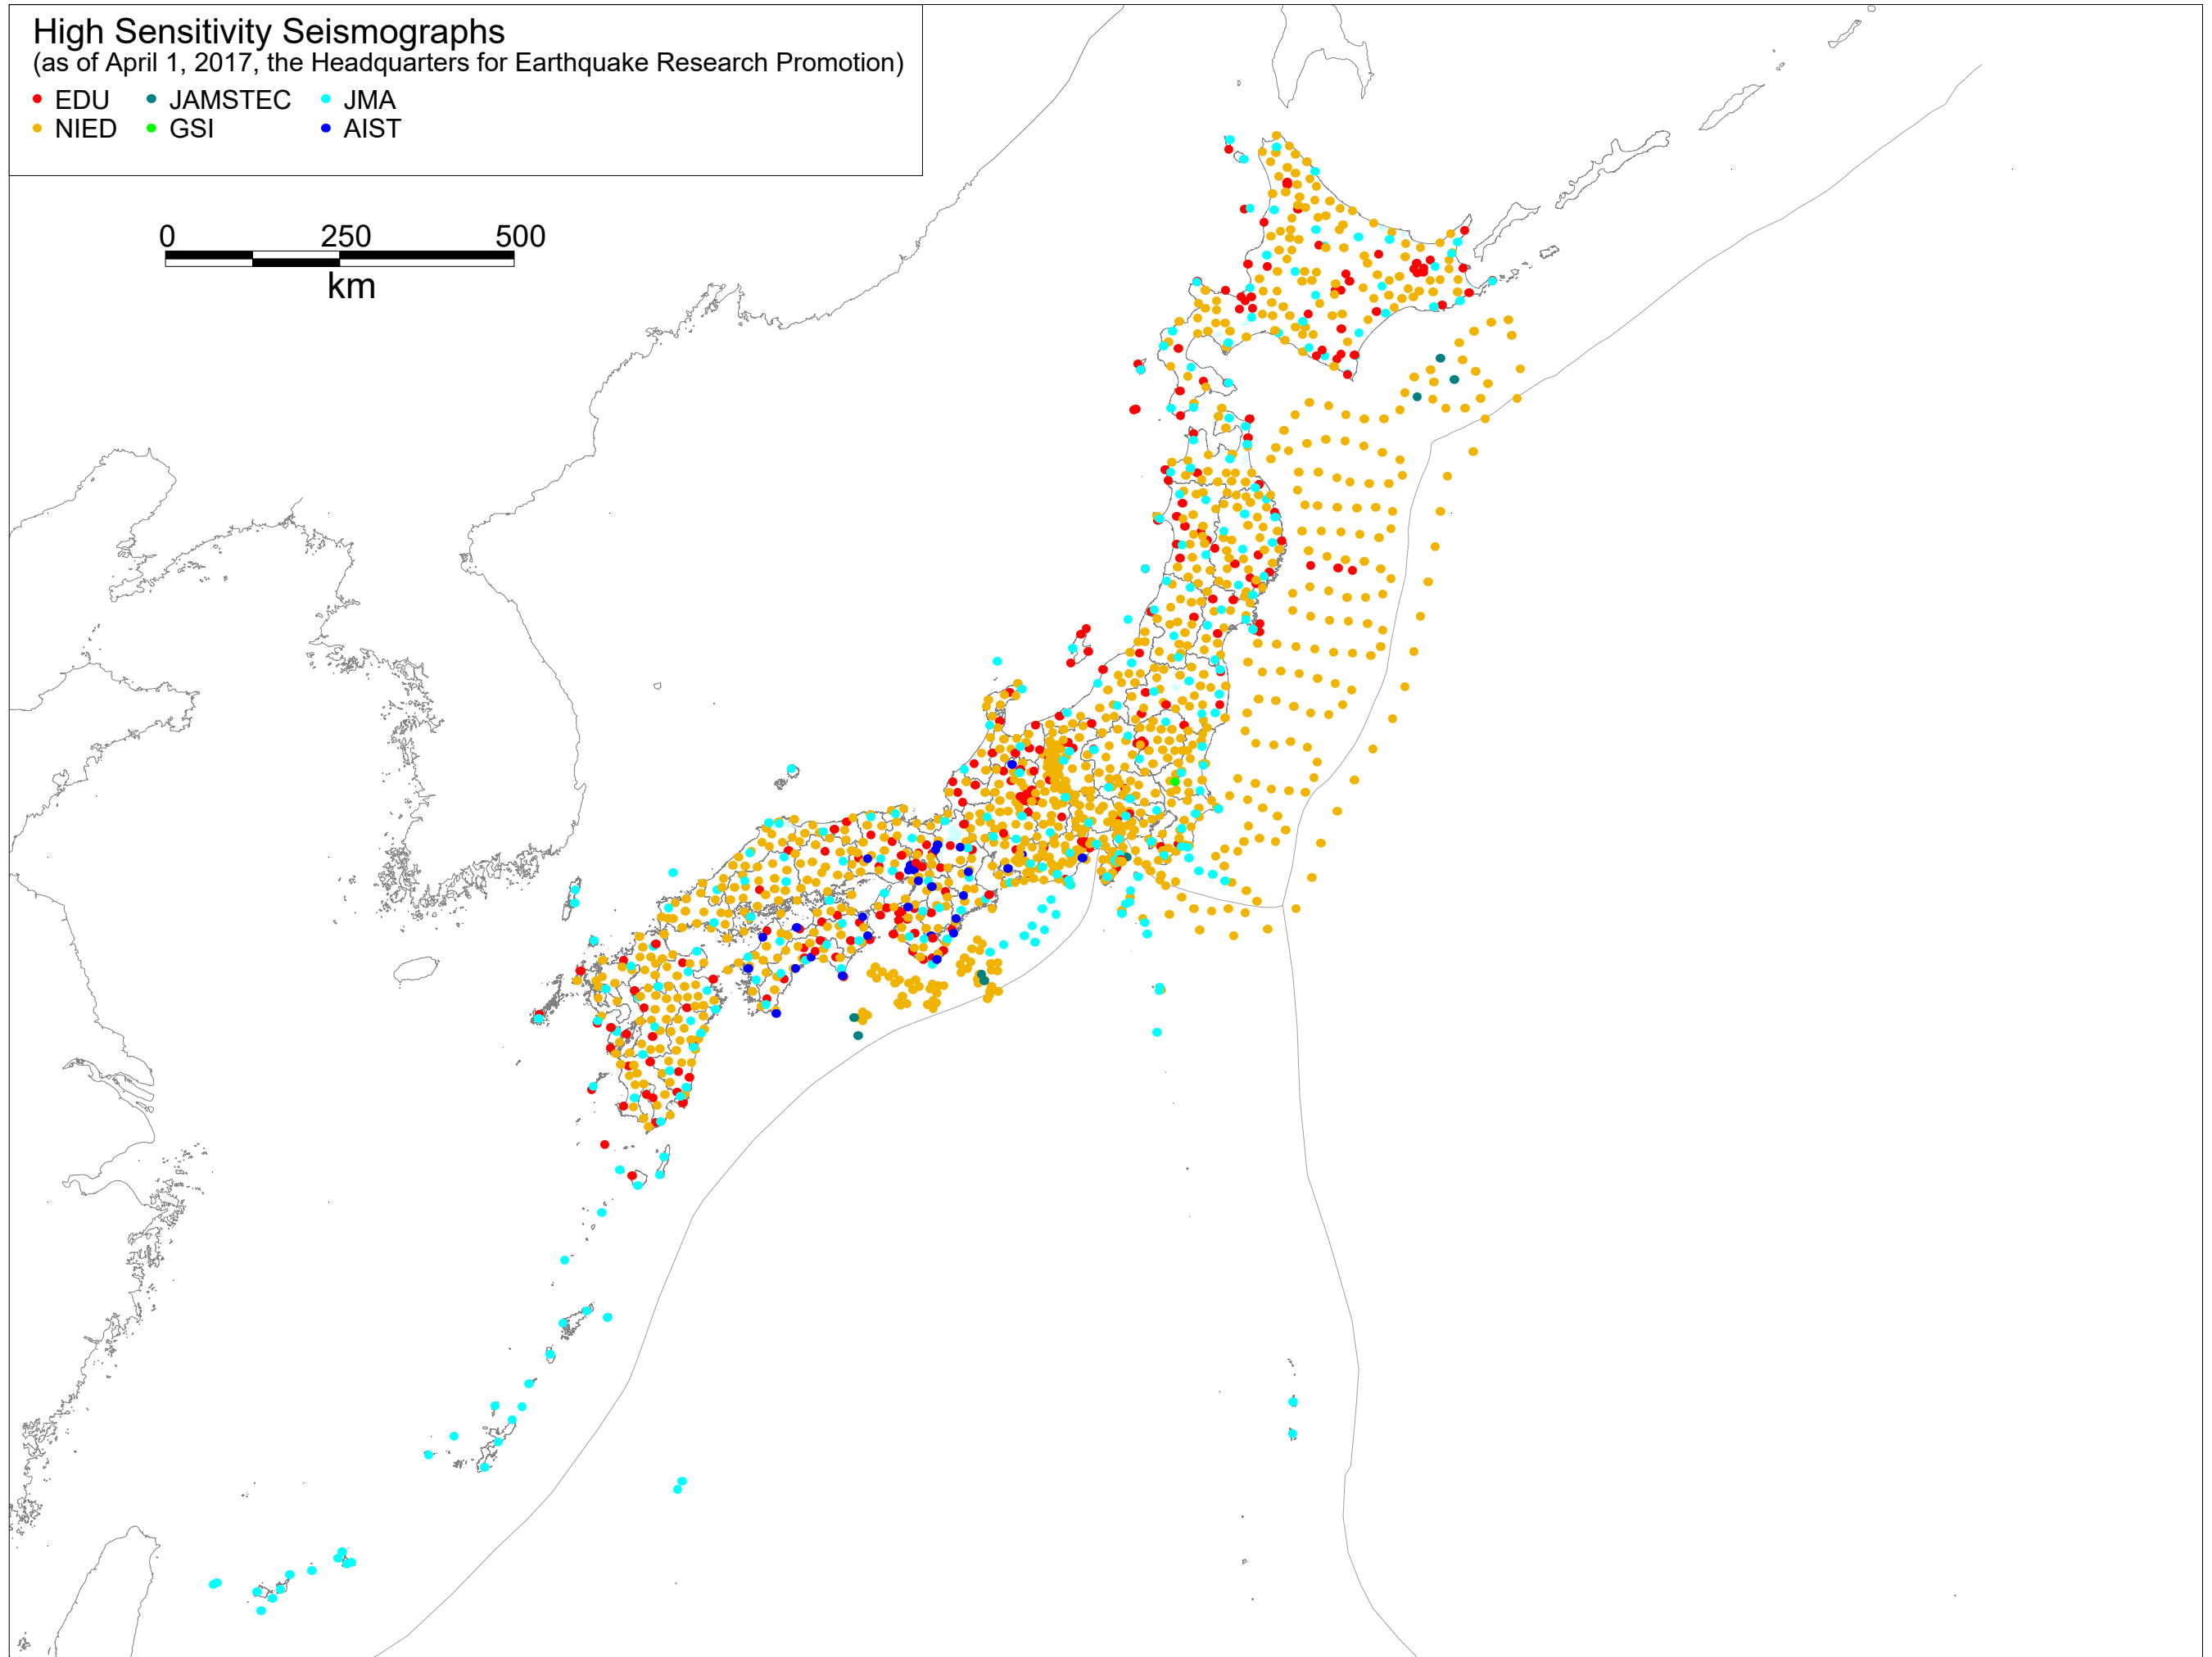 High Sensitivity Seismographs
(as of April 1, 2017, the Headquarters for Earthquake Research Promotion)
EDU JAMSTEC JMA
NIED GSI AIST
0 250 500
km